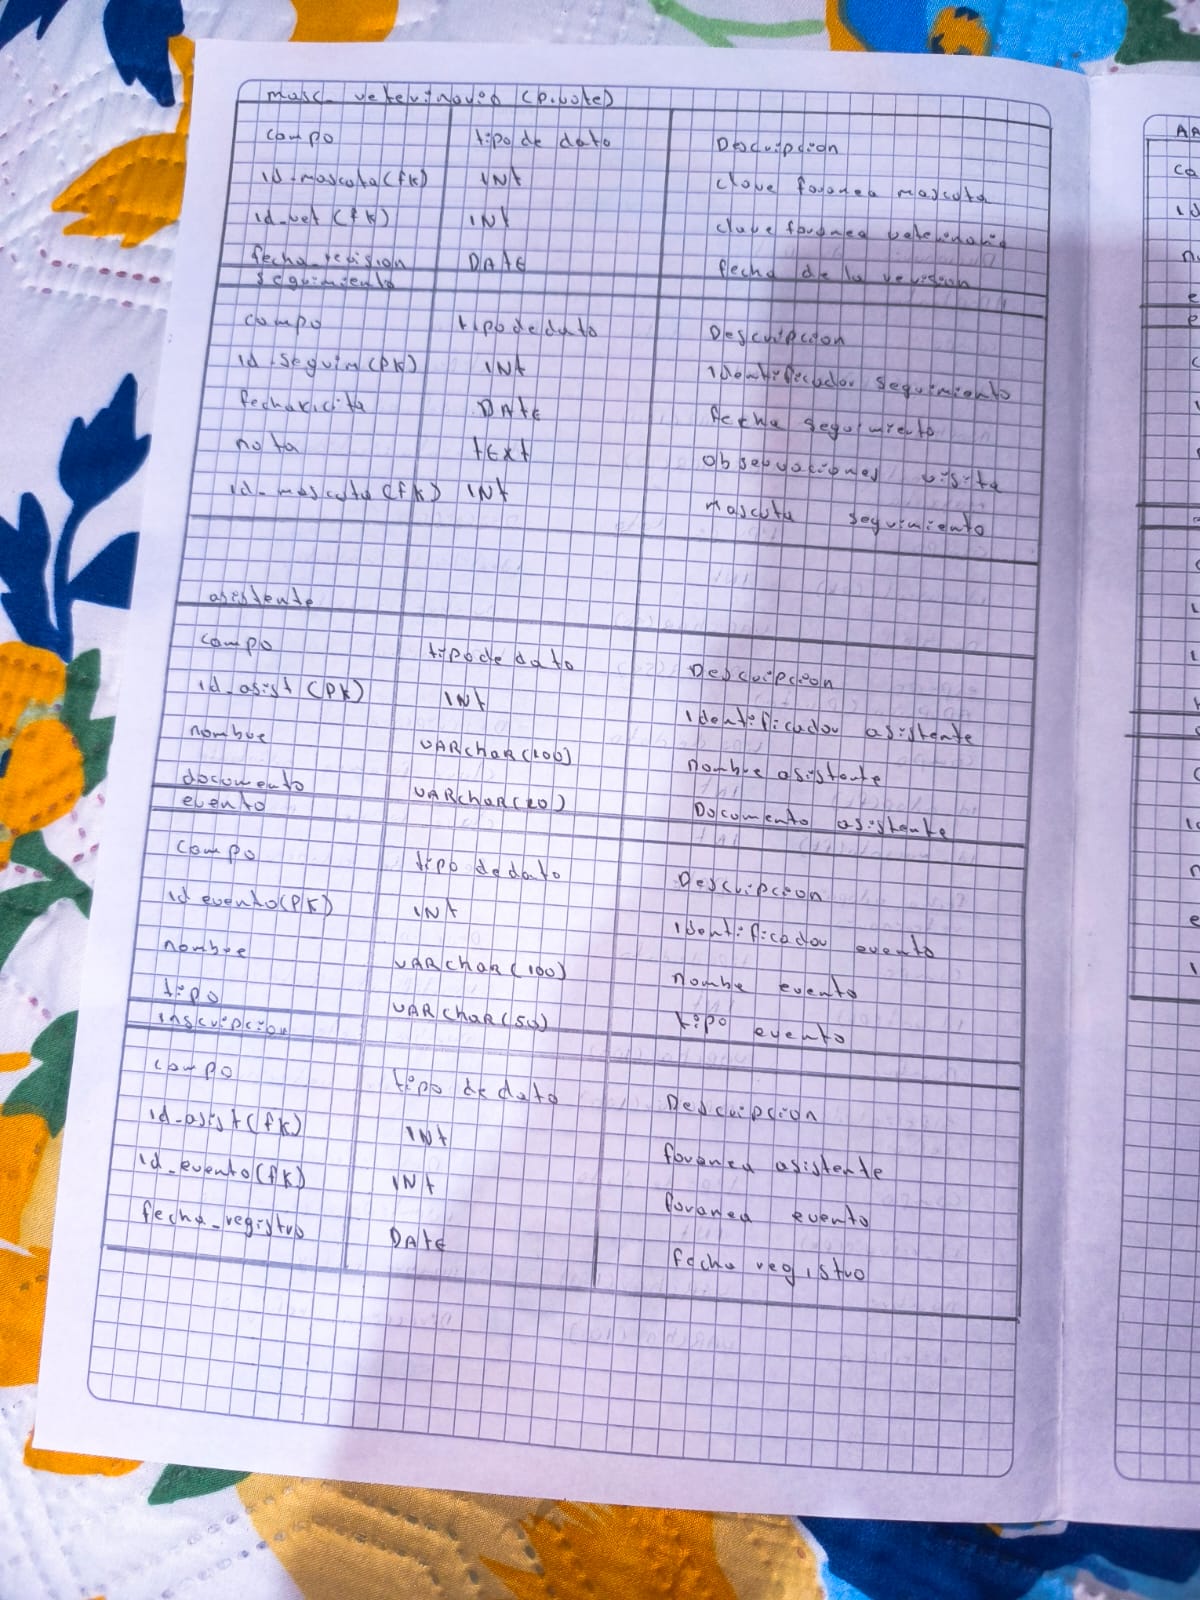 masc_veterinario (pivote)
campo tipo de dato Descripcion
id_mascota(fk) INt clave foranea mascota
id_vet (fk) INt clave foranea veterinario
fecha_revision DAtE fecha de la revision
seguimiento
campo tipo de dato Descripcion
id_seguim(PK) INt identificador seguimiento
DAtE fecha seguimiento
nota tExt observaciones visita
id_mascota(fk) INt Mascota seguimiento
asistente
campo tipo de dato Descripcion
id_asist (PK) INt Identificador asistente
nombre VARchaR(100) nombre asistente
documento VARchaR(20) Documento asistente
evento
campo tipo de dato Descripcion
id evento(PK) INt identificador evento
nombre VARchaR(100) nombe evento
tipo VARchaR(50) tipo evento
inscripcion
campo tipo de dato Descripcion
id_asist(fk) INt foranea asistente
id_evento(fk) INt foranea evento
fecha_registro DAtE fecha registro